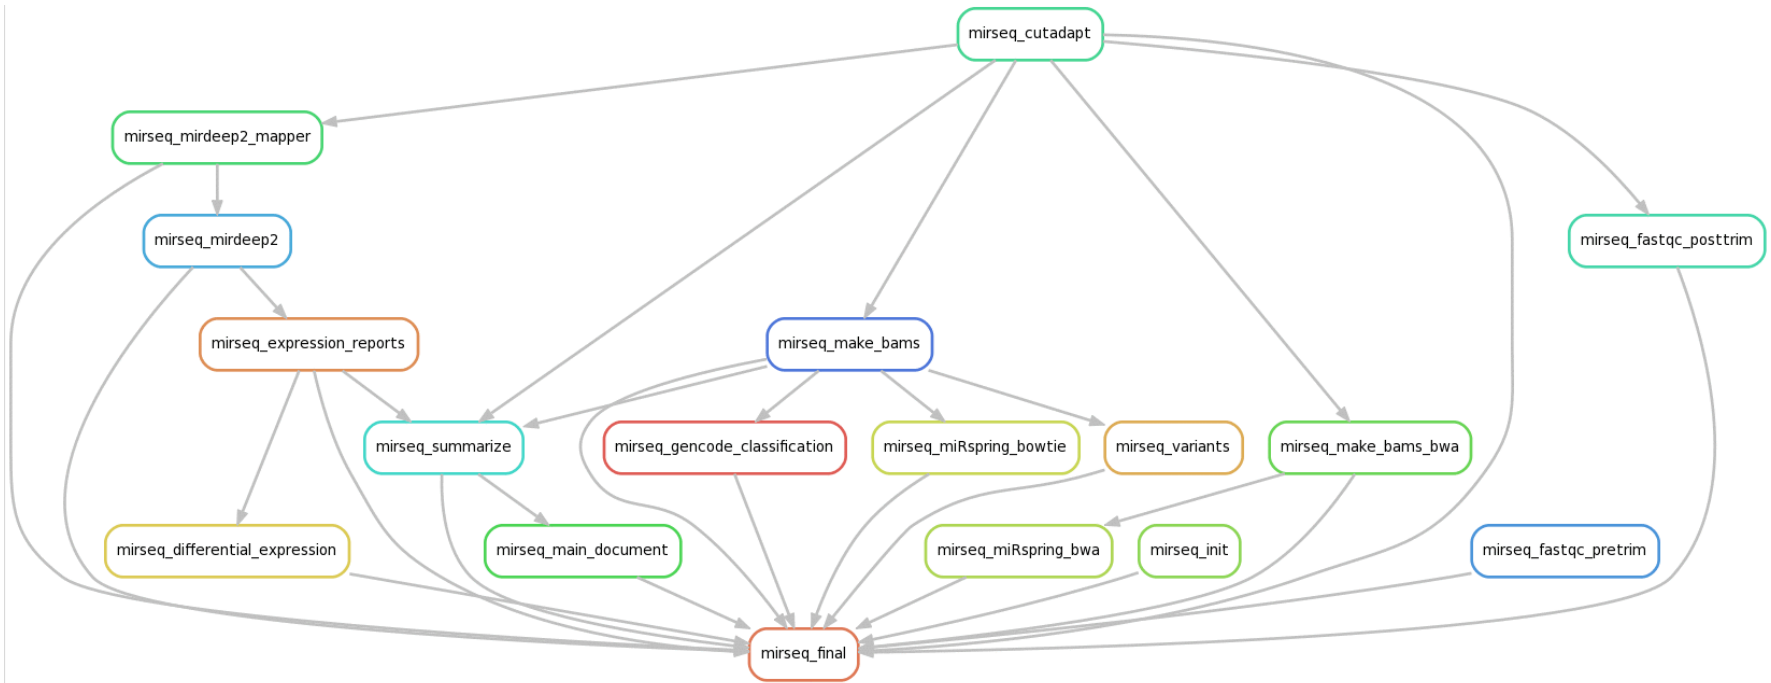 mirseq_cutadapt
mirseq_mirdeep2_mapper
mirseq_mirdeep2
mirseq_fastqc_posttrim
mirseq_expression_reports
mirseq_make_bams
mirseq_summarize
mirseq_gencode_classification
mirseq_miRspring_bowtie
mirseq_variants
mirseq_make_bams_bwa
mirseq_differential_expression
mirseq_main_document
mirseq_miRspring_bwa
mirseq_init
mirseq_fastqc_pretrim
mirseq_final